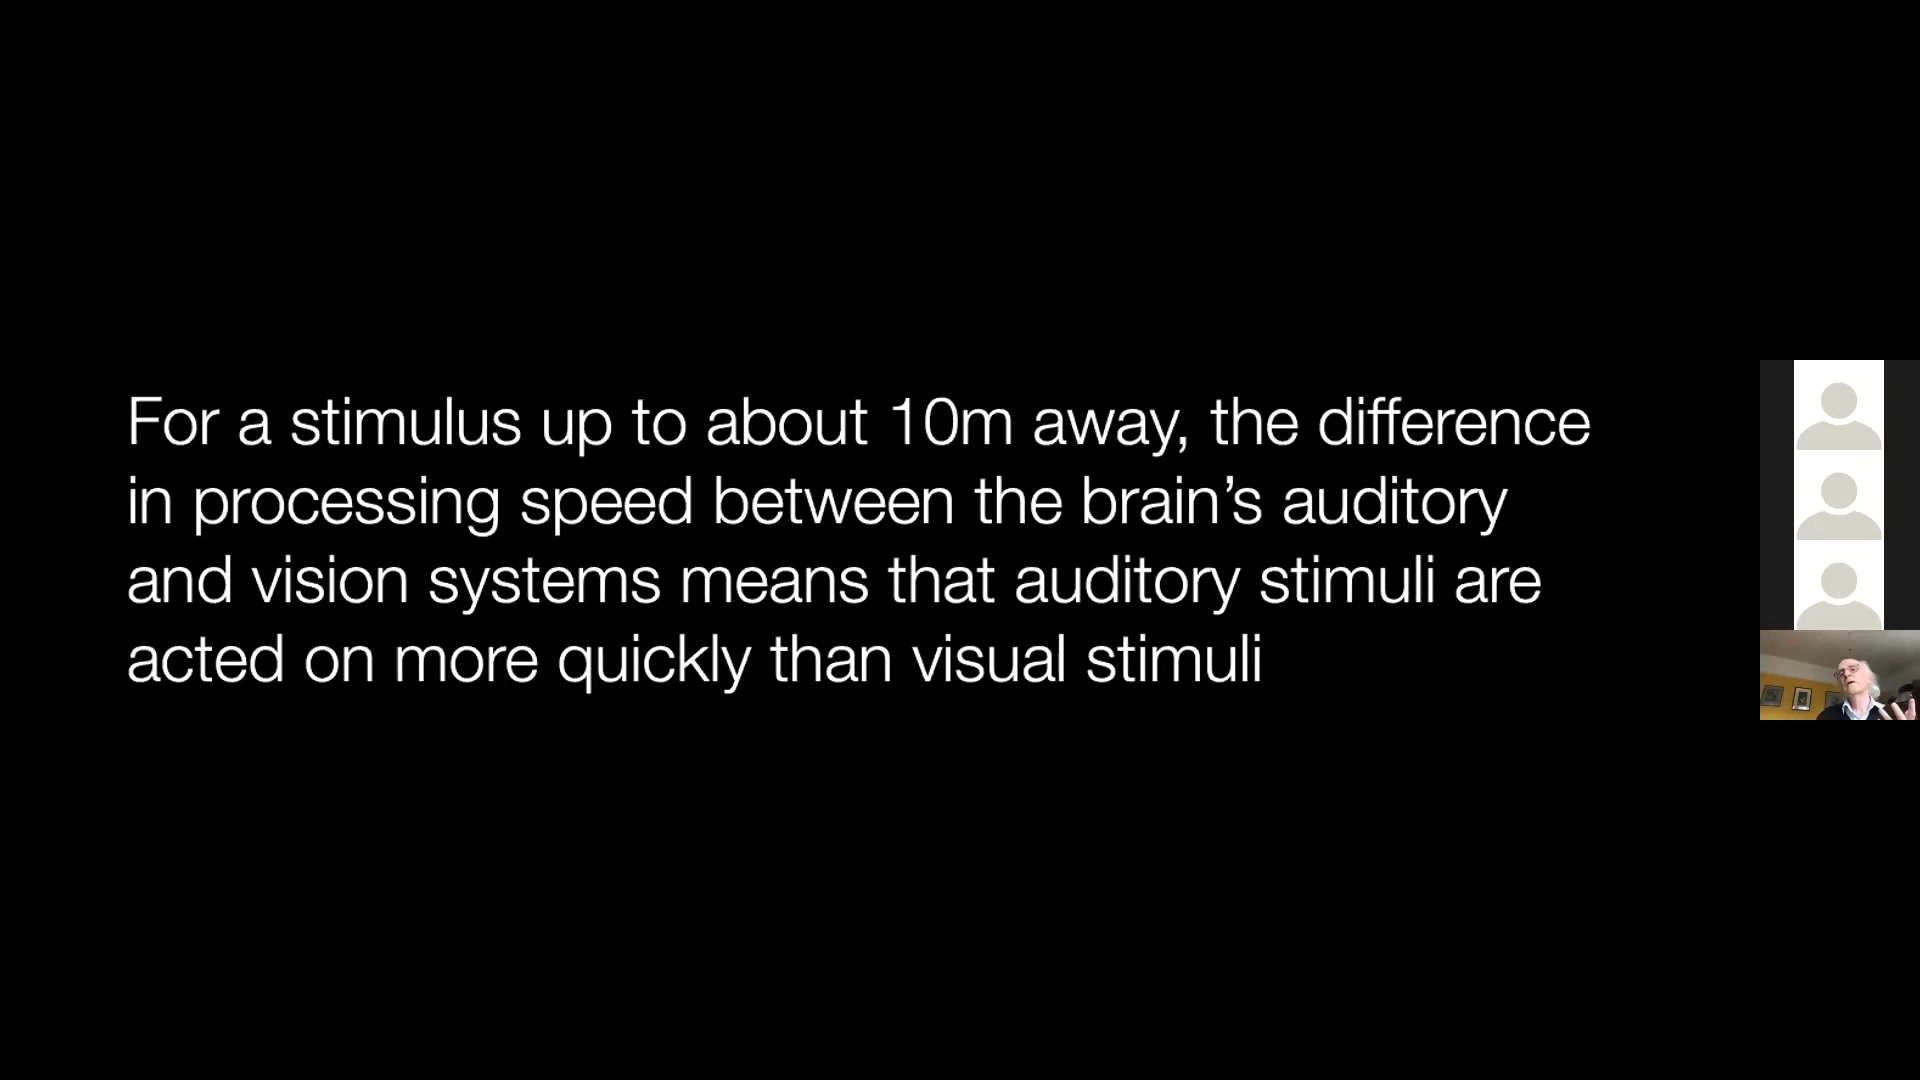 For a stimulus up to about 10m away, the difference
in processing speed between the brain’s auditory
and vision systems means that auditory stimuli are
acted on more quickly than visual stimuli